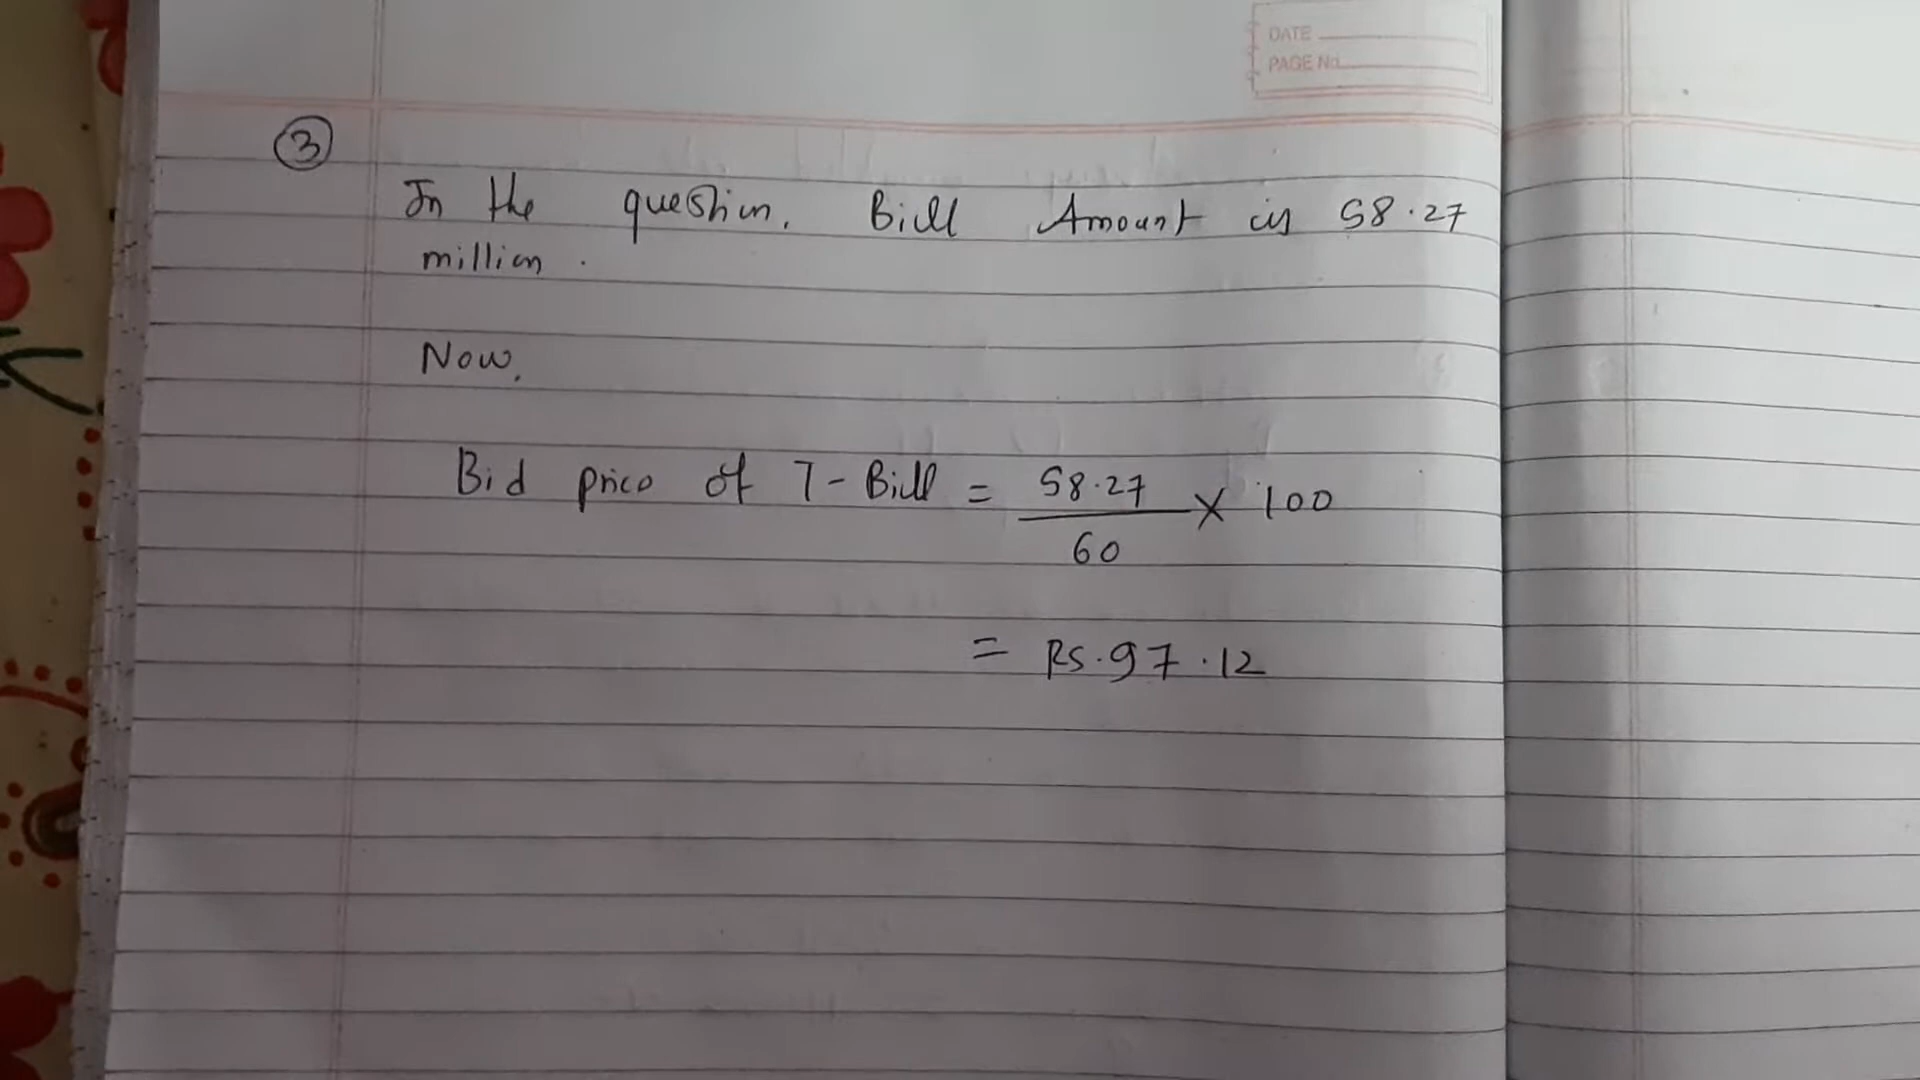 DATE
PAGE No.
3
In the question, Bill Amount is 58.27
million.
Now,
Bid price of T-Bill = 58.27 / 60 × 100
= Rs.97.12